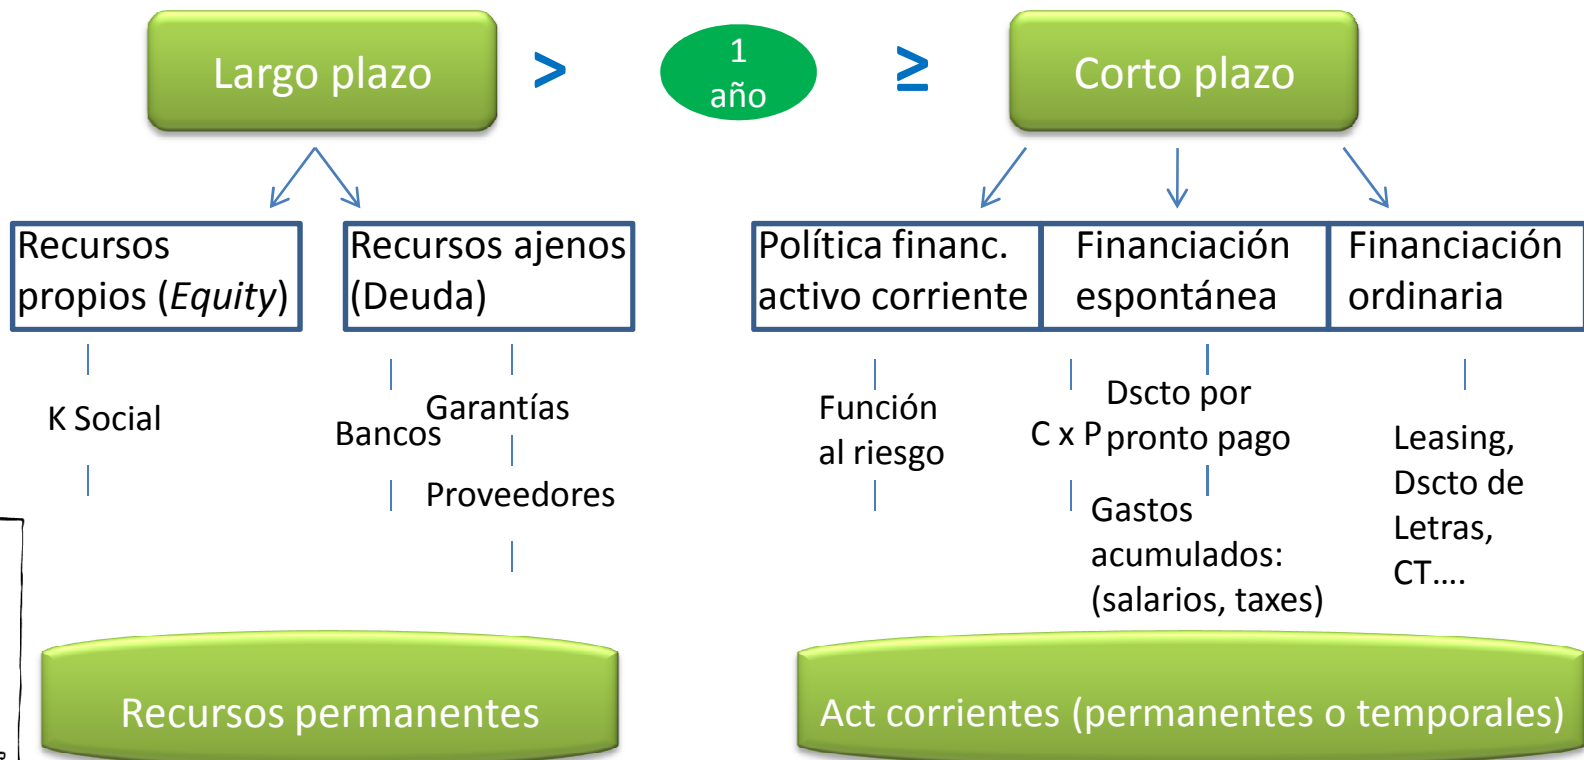 Largo plazo
>
1
año
≥
Corto plazo
Recursos
propios (Equity)
Recursos ajenos
(Deuda)
Política financ.
activo corriente
Financiación
espontánea
Financiación
ordinaria
K Social
Bancos
Garantías
Proveedores
Función
al riesgo
C x P
Dscto por
pronto pago
Gastos
acumulados:
(salarios, taxes)
Leasing,
Dscto de
Letras,
CT....
Recursos permanentes
Act corrientes (permanentes o temporales)